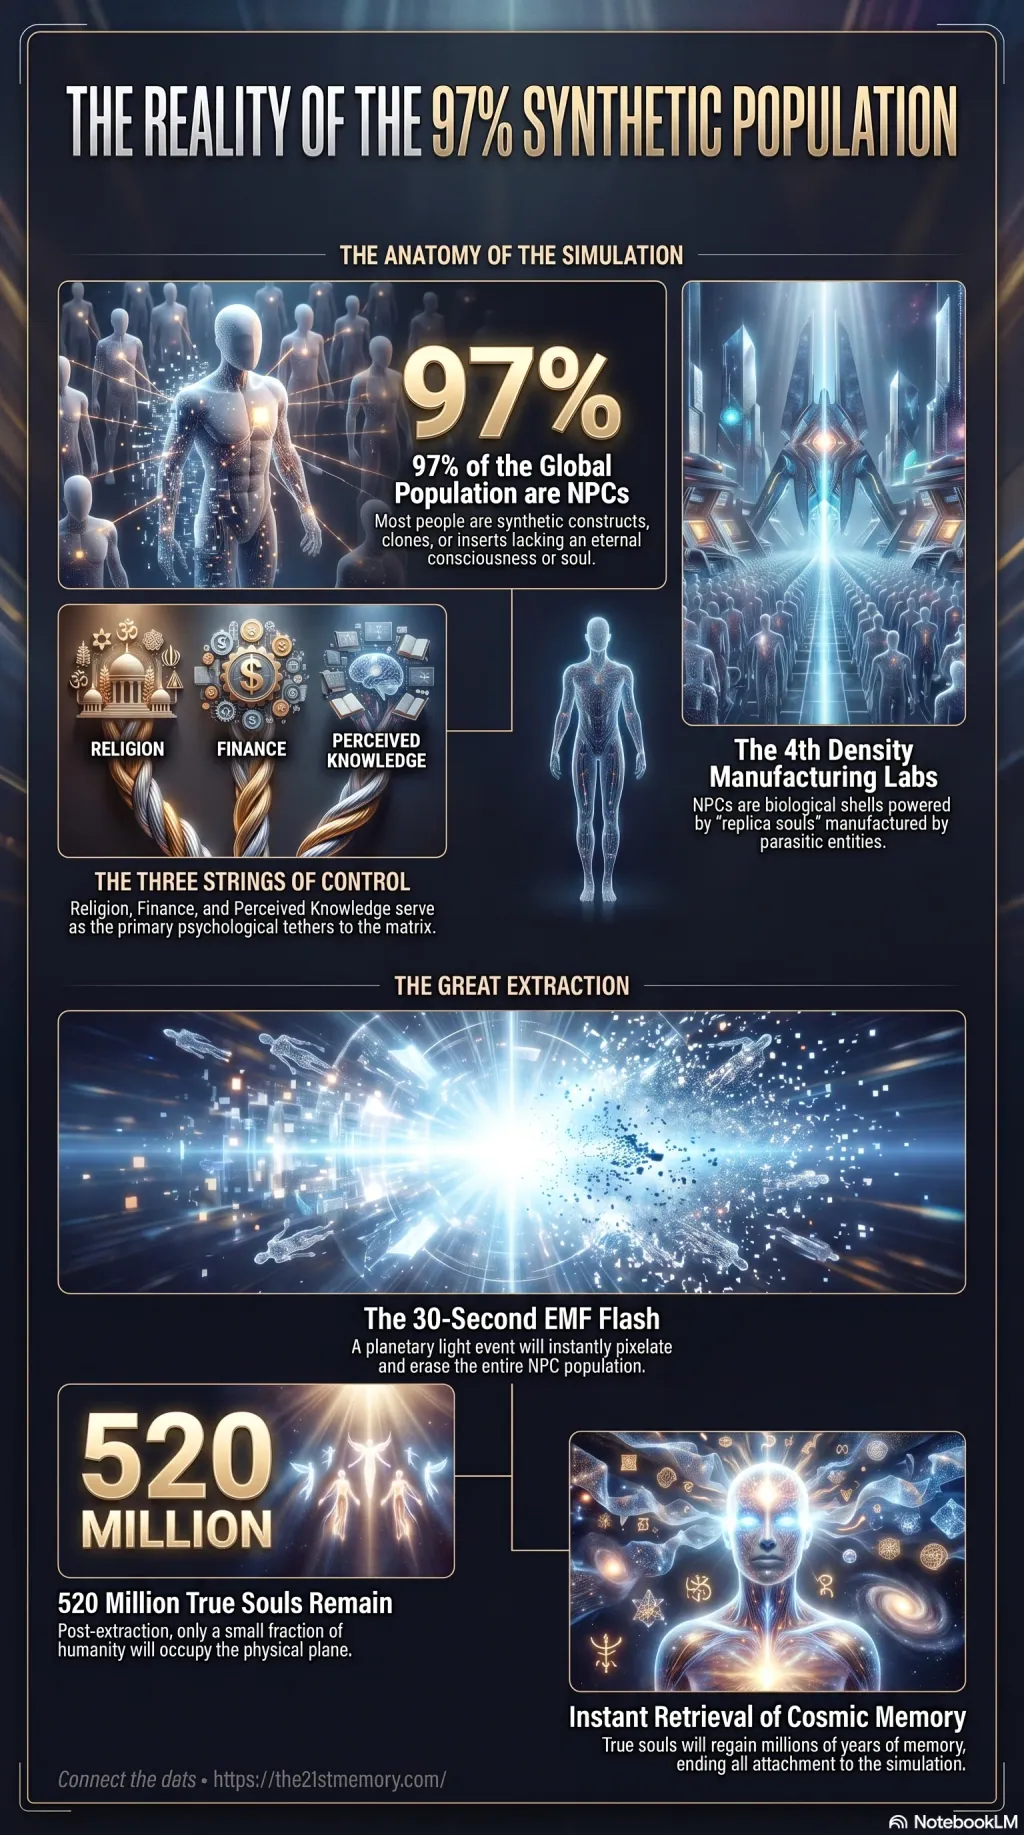 THE REALITY OF THE 97% SYNTHETIC POPULATION
THE ANATOMY OF THE SIMULATION
97%
97% of the Global
Population are NPCs
Most people are synthetic constructs,
clones, or inserts lacking an eternal
consciousness or soul.
RELIGION
FINANCE
PERCEIVED
KNOWLEDGE
THE THREE STRINGS OF CONTROL
Religion, Finance, and Perceived Knowledge serve
as the primary psychological tethers to the matrix.
The 4th Density
Manufacturing Labs
NPCs are biological shells powered
by “replica souls” manufactured by
parasitic entities.
THE GREAT EXTRACTION
The 30-Second EMF Flash
A planetary light event will instantly pixelate
and erase the entire NPC population.
520
MILLION
520 Million True Souls Remain
Post-extraction, only a small fraction of
humanity will occupy the physical plane.
Instant Retrieval of Cosmic Memory
True souls will regain millions of years of memory,
ending all attachment to the simulation.
Connect the dats • https://the21stmemory.com/
NotebookLM